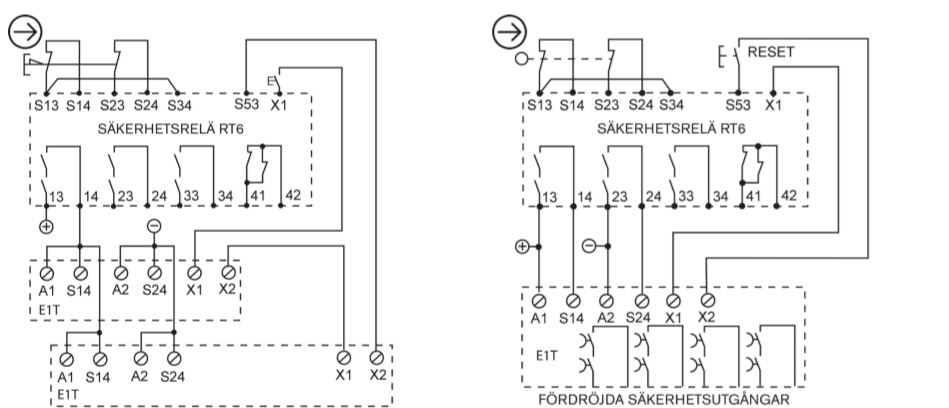 S13 S14 S23 S24 S34 S53 X1
E
SÄKERHETSRELÄ RT6
13 14 23 24 33 34 41 42
+
−
A1 S14 A2 S24 X1 X2
E1T
A1 S14 A2 S24 X1 X2
E1T
RESET
S13 S14 S23 S24 S34 S53 X1
SÄKERHETSRELÄ RT6
13 14 23 24 33 34 41 42
+ −
A1 S14 A2 S24 X1 X2
E1T
FÖRDRÖJDA SÄKERHETSUTGÅNGAR